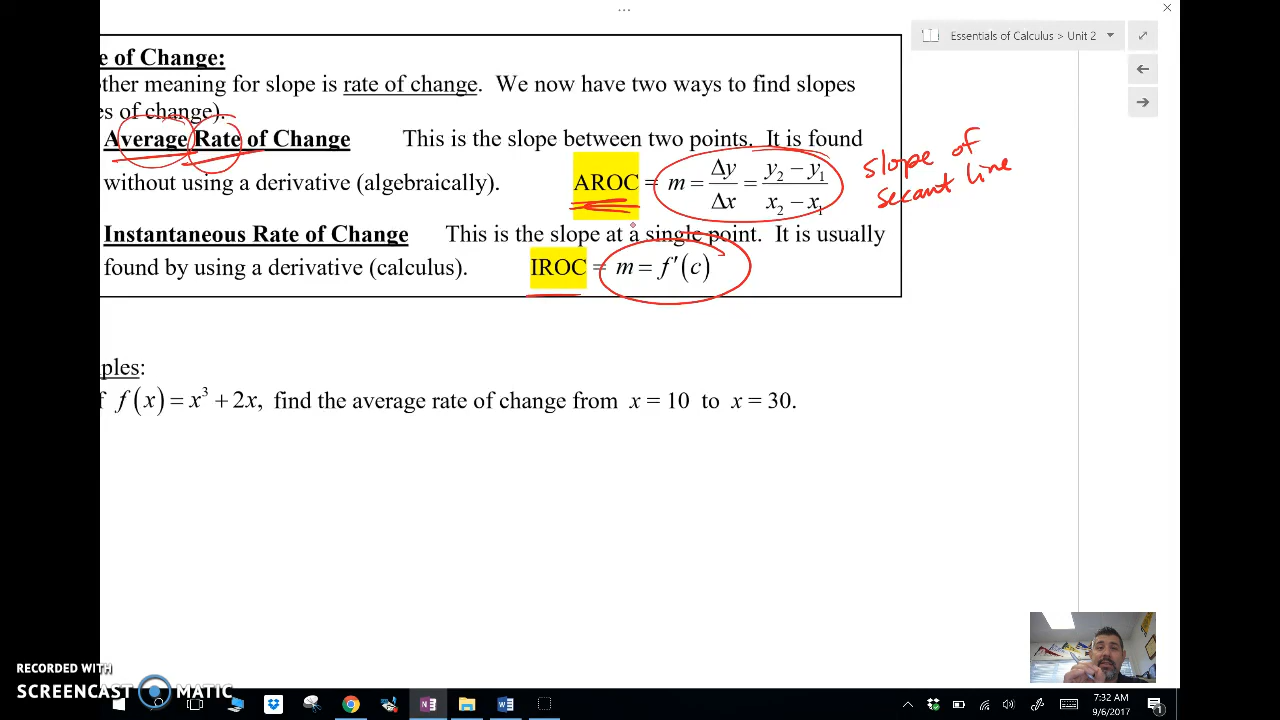 ...
Essentials of Calculus > Unit 2
e of Change:
other meaning for slope is rate of change. We now have two ways to find slopes
es of change).
Average Rate of Change This is the slope between two points. It is found
without using a derivative (algebraically). AROC = m = Δy/Δx = (y₂ − y₁)/(x₂ − x₁)
slope of
secant line
Instantaneous Rate of Change This is the slope at a single point. It is usually
found by using a derivative (calculus). IROC = m = f′(c)
ples:
f f(x) = x³ + 2x, find the average rate of change from x = 10 to x = 30.
RECORDED WITH
SCREENCAST MATIC
7:32 AM
9/6/2017
1